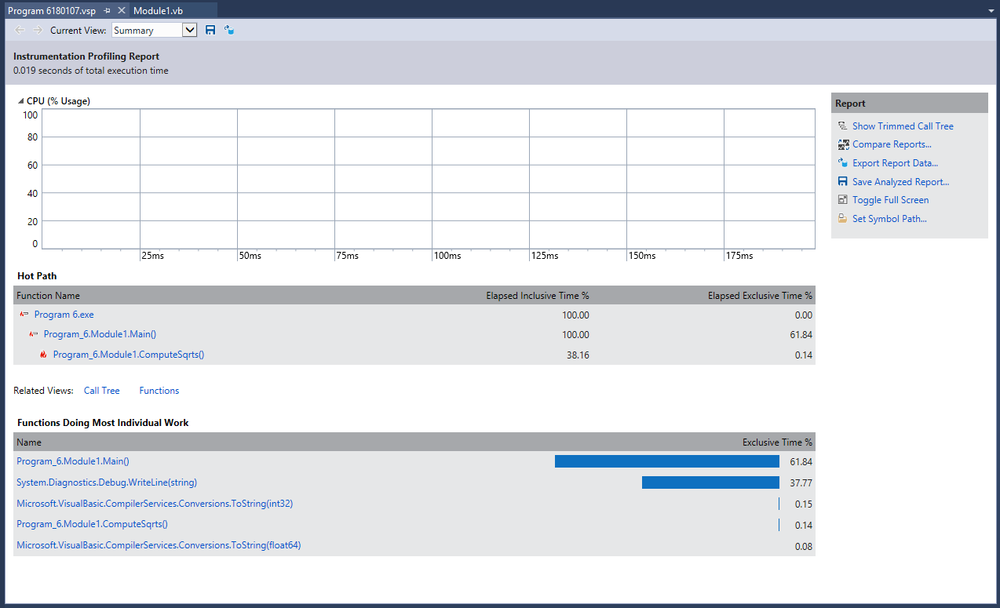 Program 6180107.vsp Module1.vb
Current View: Summary
Instrumentation Profiling Report
0.019 seconds of total execution time
CPU (% Usage)
100
80
60
40
20
0
25ms 50ms 75ms 100ms 125ms 150ms 175ms
Report
Show Trimmed Call Tree
Compare Reports...
Export Report Data...
Save Analyzed Report...
Toggle Full Screen
Set Symbol Path...
Hot Path
Function Name Elapsed Inclusive Time % Elapsed Exclusive Time %
Program 6.exe 100.00 0.00
Program_6.Module1.Main() 100.00 61.84
Program_6.Module1.ComputeSqrts() 38.16 0.14
Related Views: Call Tree Functions
Functions Doing Most Individual Work
Name Exclusive Time %
Program_6.Module1.Main() 61.84
System.Diagnostics.Debug.WriteLine(string) 37.77
Microsoft.VisualBasic.CompilerServices.Conversions.ToString(int32) 0.15
Program_6.Module1.ComputeSqrts() 0.14
Microsoft.VisualBasic.CompilerServices.Conversions.ToString(float64) 0.08